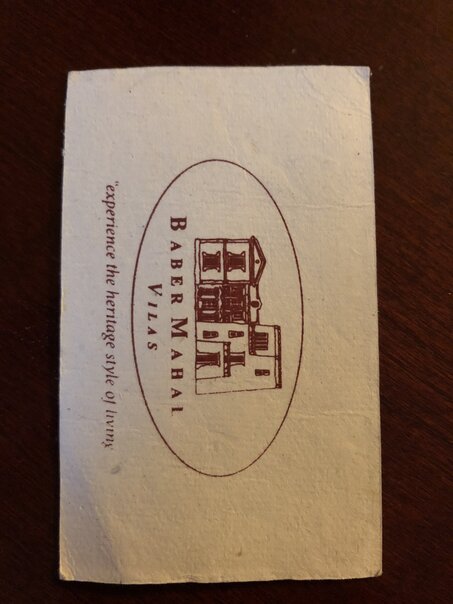 BABER MAHAL
VILAS
"experience the heritage style of living